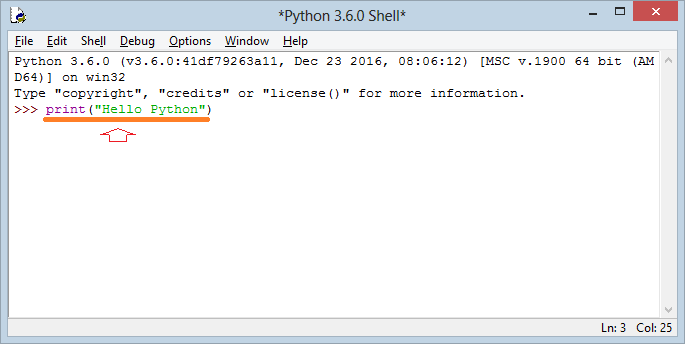 *Python 3.6.0 Shell*
File Edit Shell Debug Options Window Help
Python 3.6.0 (v3.6.0:41df79263a11, Dec 23 2016, 08:06:12) [MSC v.1900 64 bit (AM
D64)] on win32
Type "copyright", "credits" or "license()" for more information.
>>> print("Hello Python")
Ln: 3 Col: 25